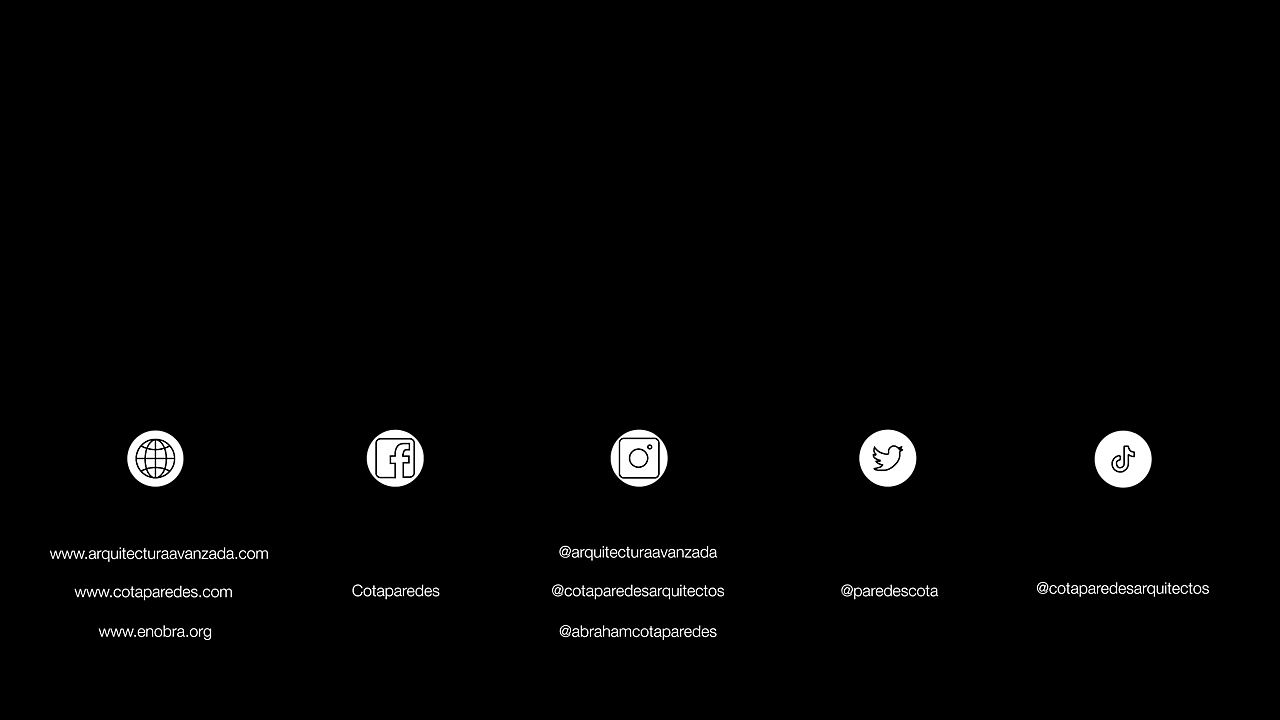 www.arquitecturaavanzada.com
www.cotaparedes.com
www.enobra.org
Cotaparedes
@arquitecturaavanzada
@cotaparedesarquitectos
@abrahamcotaparedes
@paredescota
@cotaparedesarquitectos